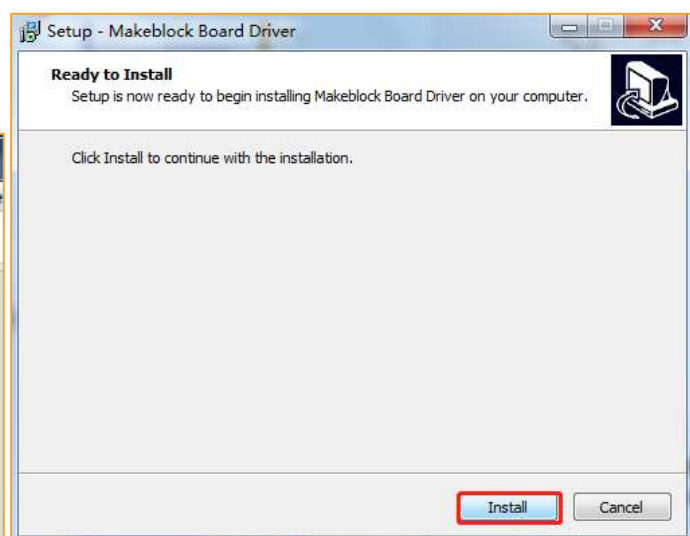 Setup - Makeblock Board Driver
Ready to Install
Setup is now ready to begin installing Makeblock Board Driver on your computer.
Click Install to continue with the installation.
Install
Cancel